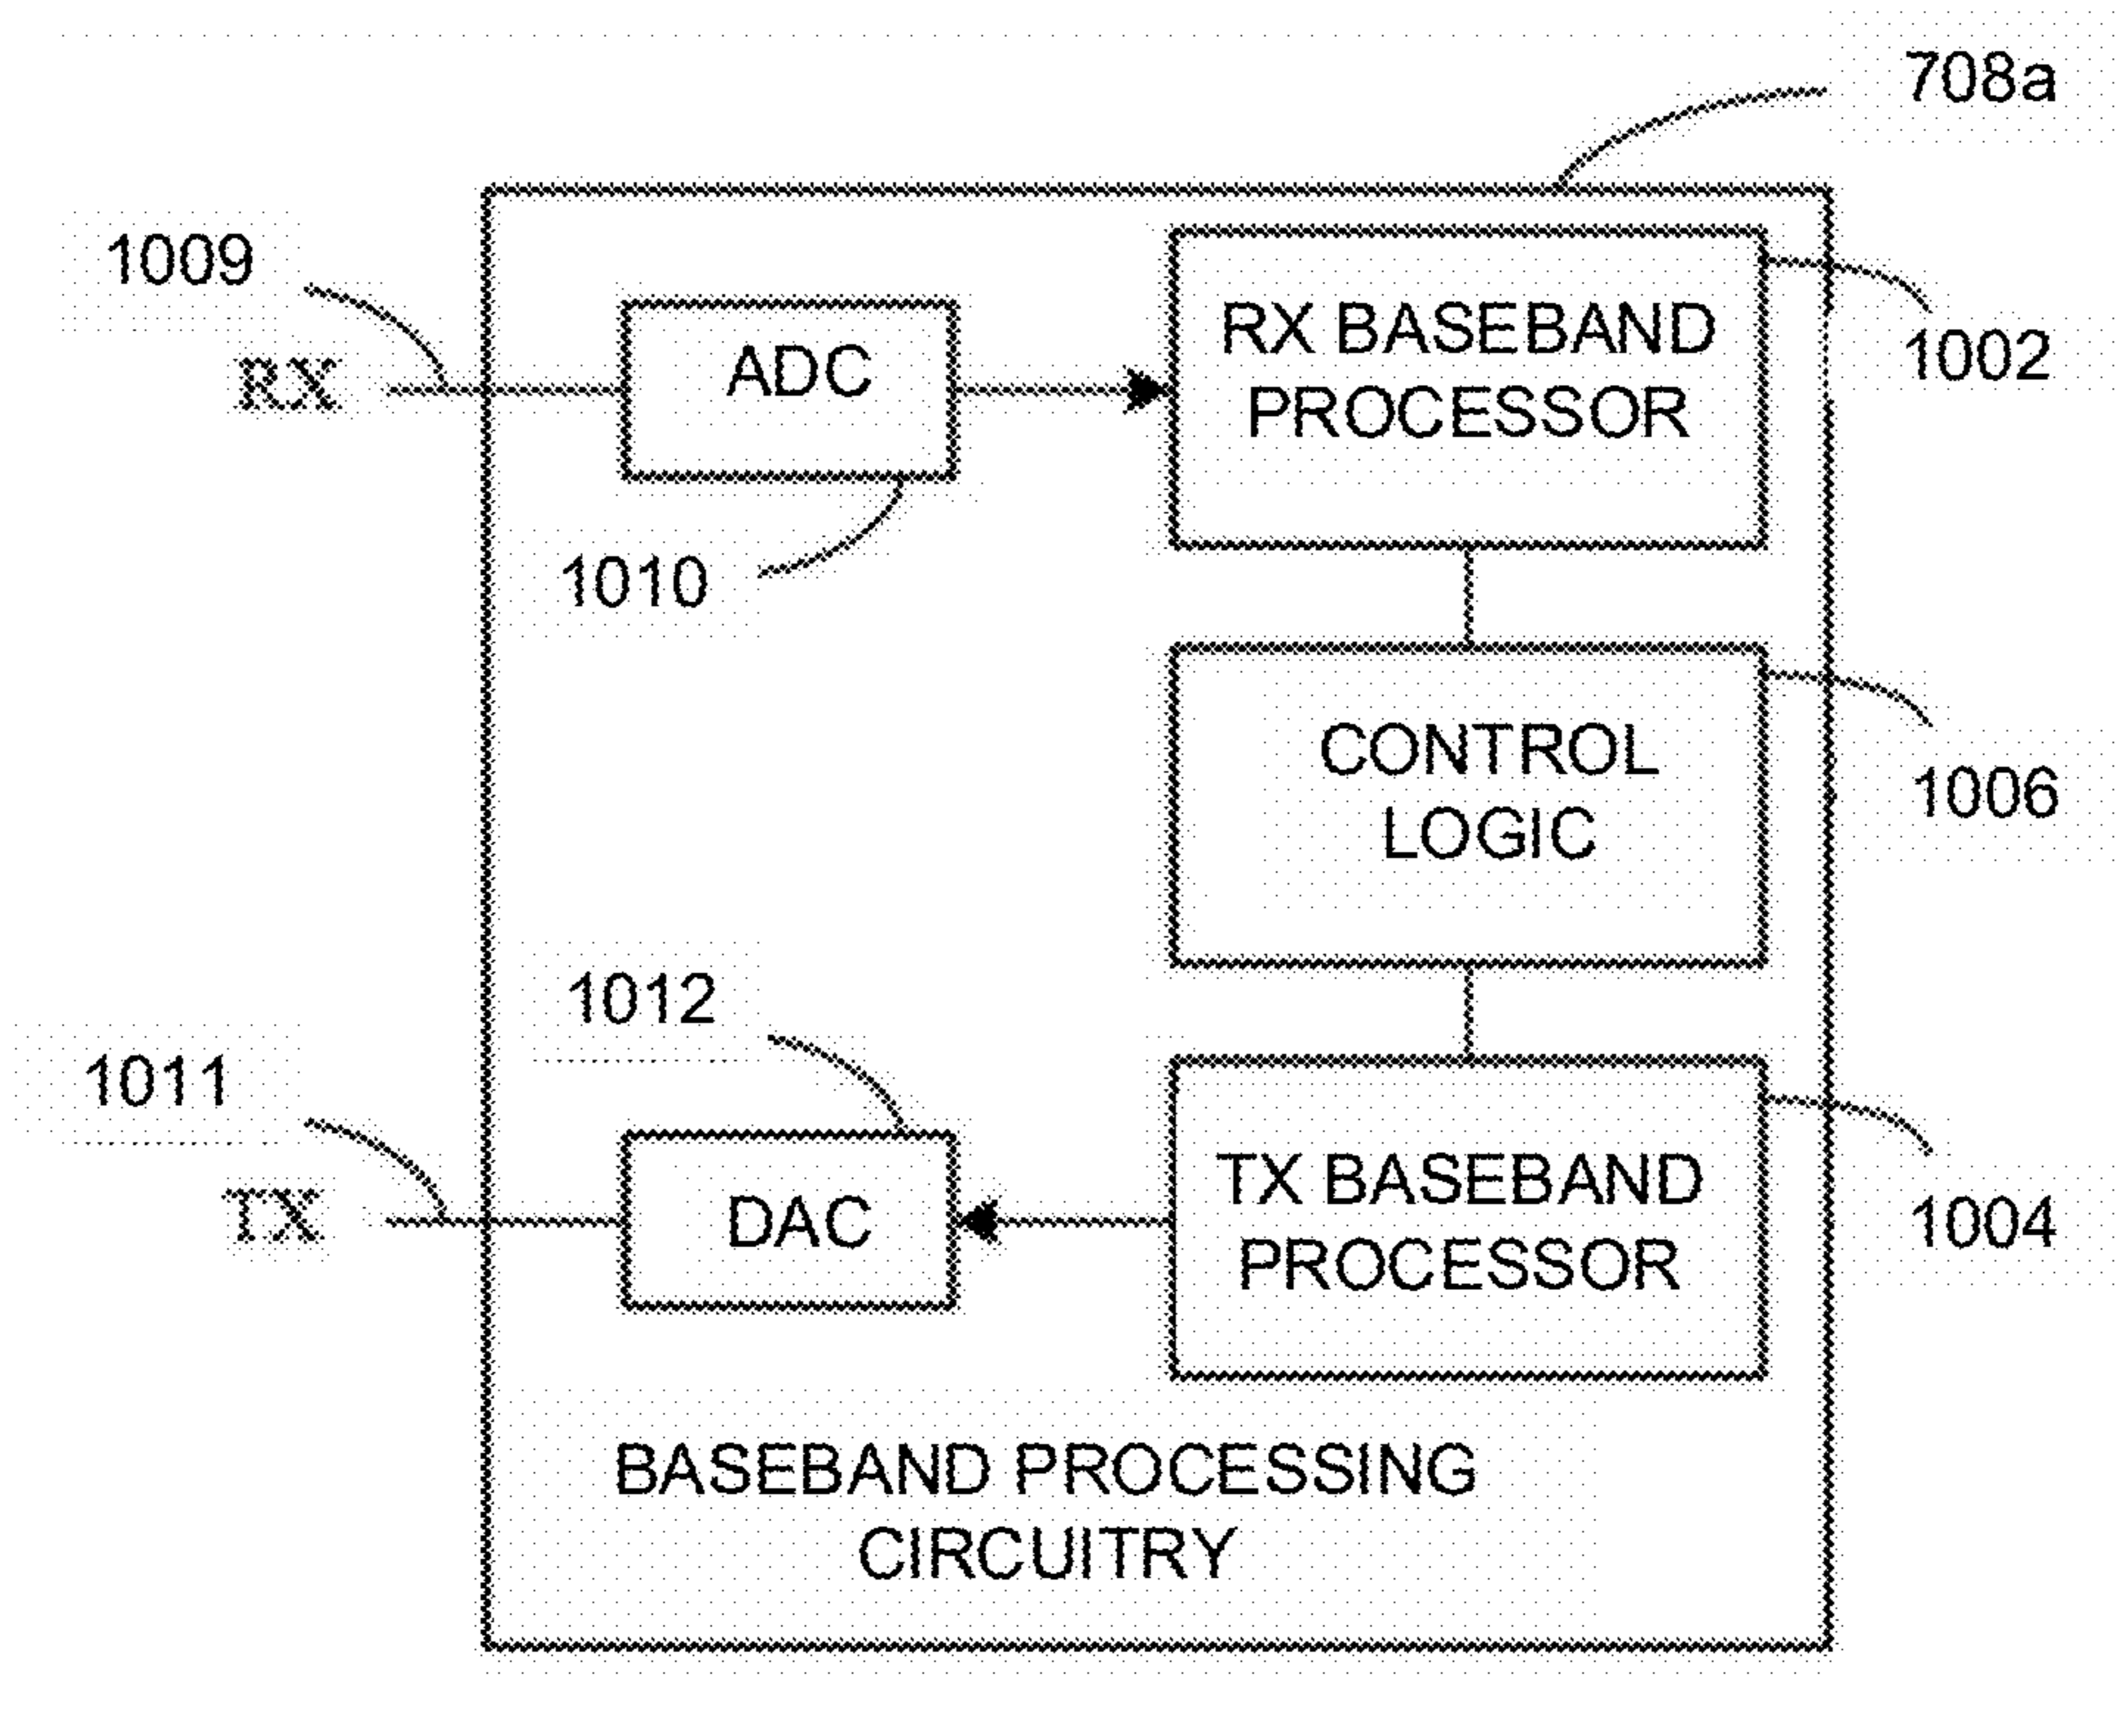 708a
1009
RX
ADC
RX BASEBAND
PROCESSOR
1002
1010
CONTROL
LOGIC
1006
1012
1011
TX
DAC
TX BASEBAND
PROCESSOR
1004
BASEBAND PROCESSING
CIRCUITRY